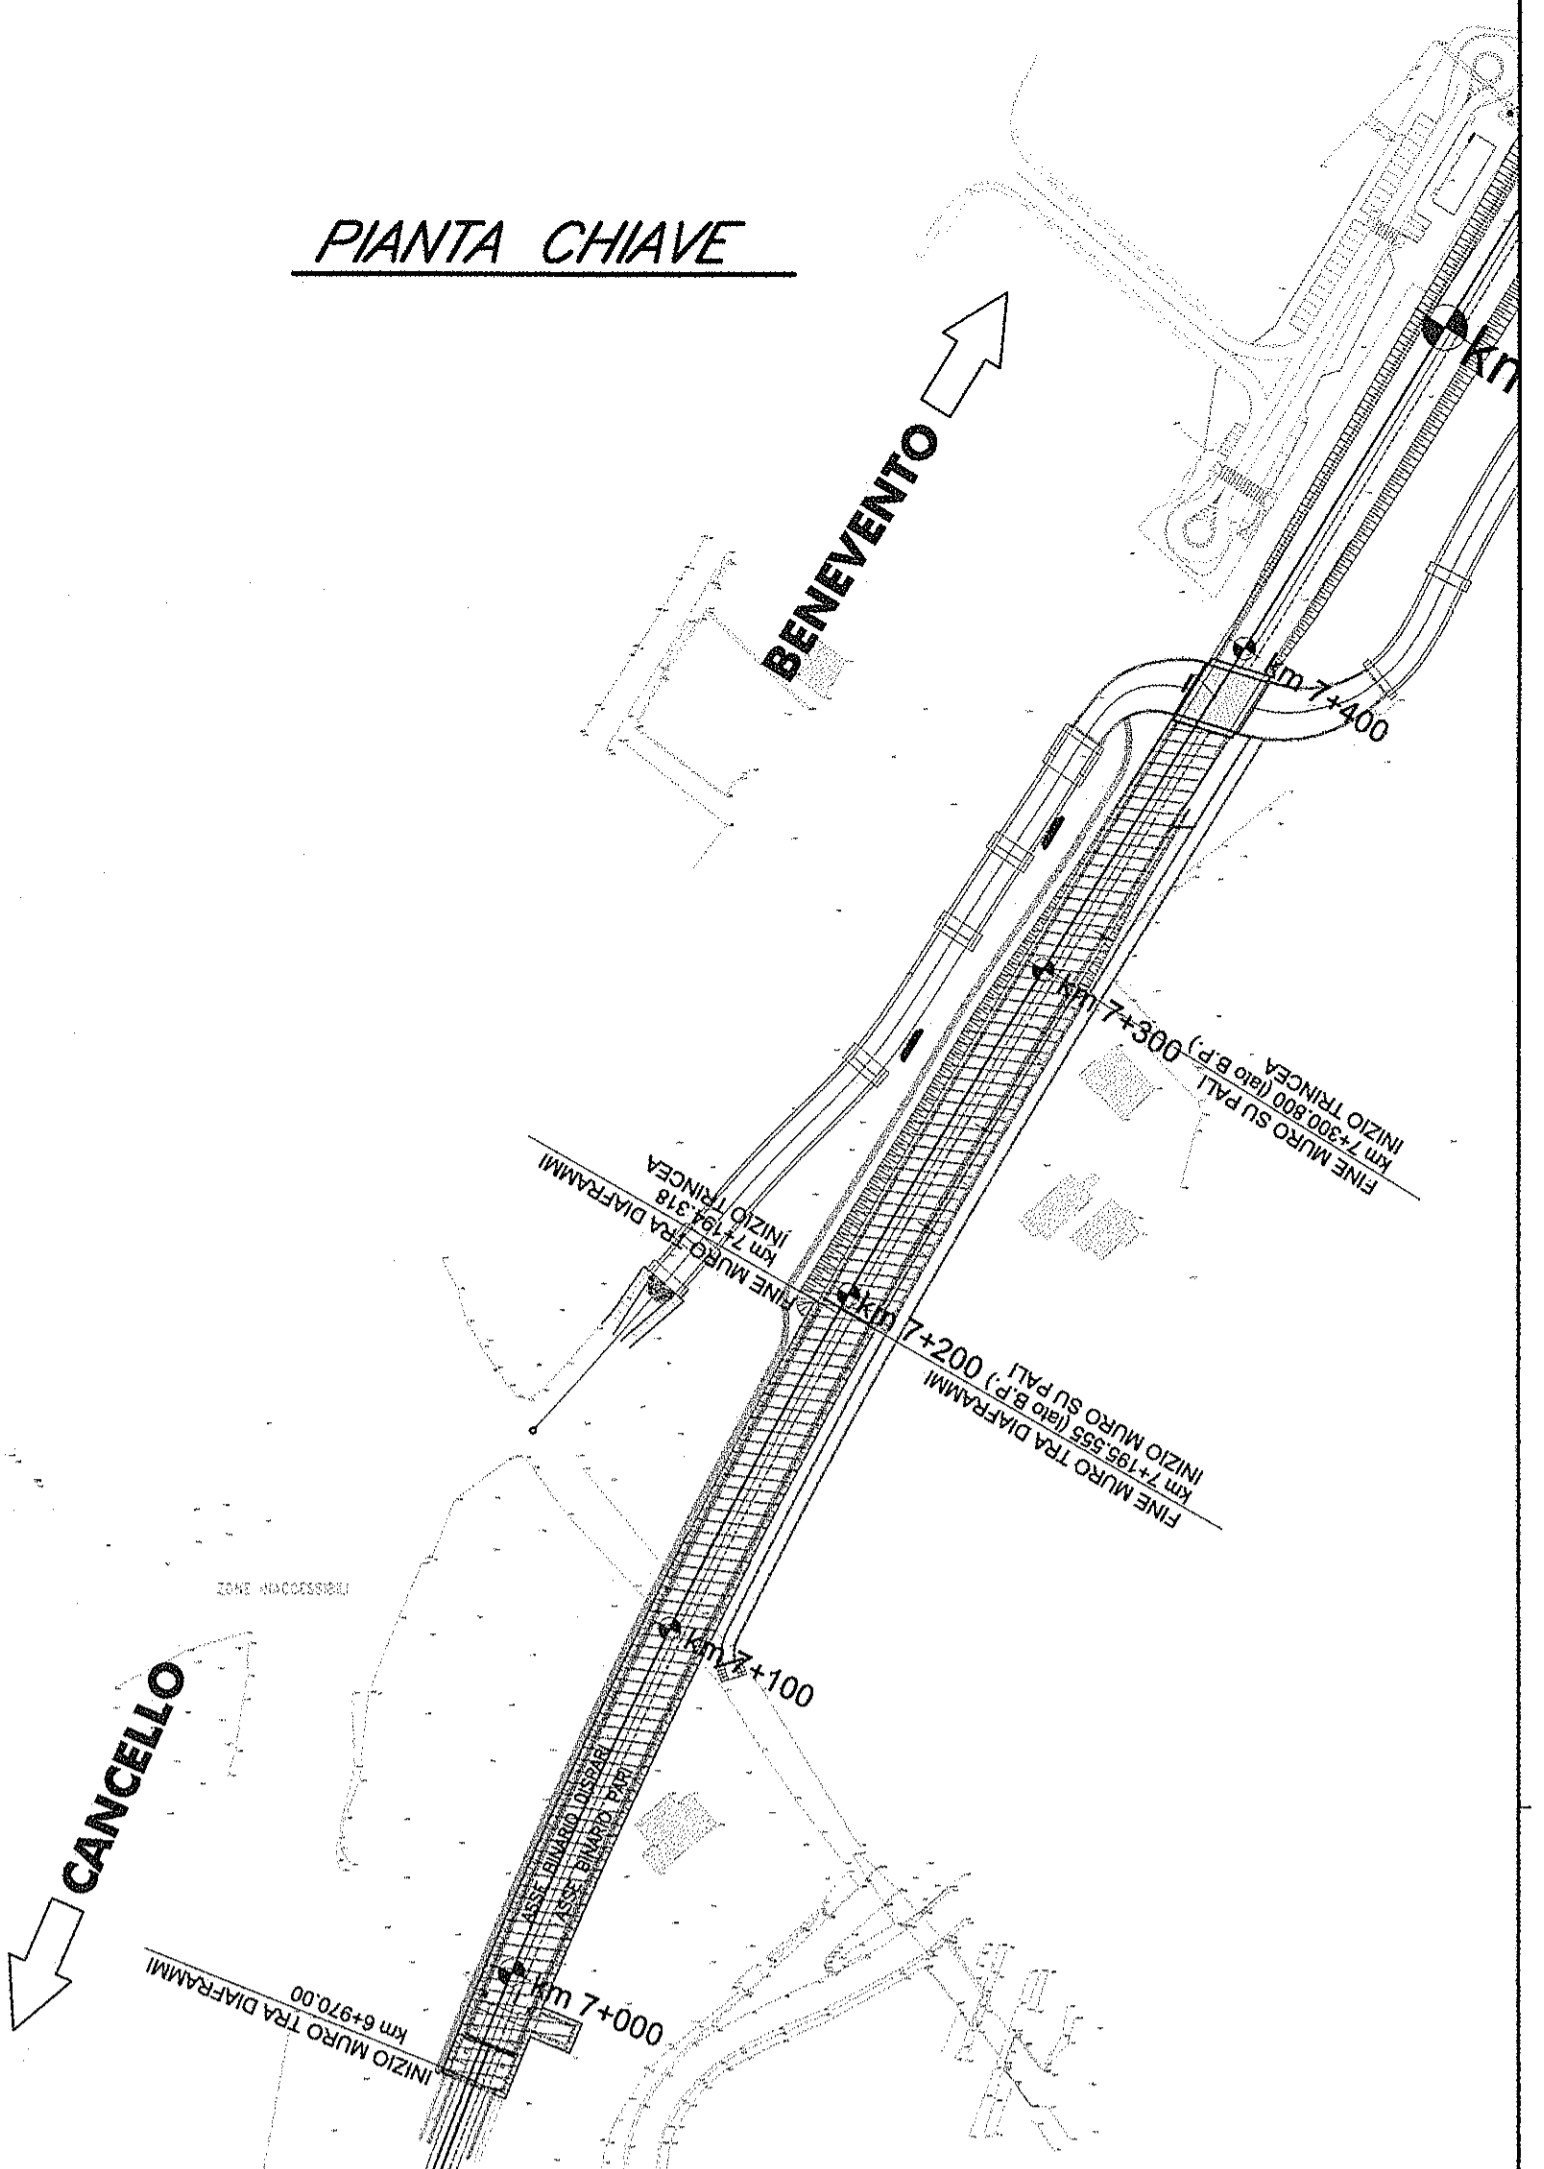 PIANTA CHIAVE
BENEVENTO
km 7+400
km 7+300
FINE MURO SU PALI
km 7+300.800 (lato B.P.)
INIZIO TRINCEA
FINE MURO TRA DIAFRAMMI
km 7+194.318
INIZIO TRINCEA
km 7+200
FINE MURO TRA DIAFRAMMI
km 7+195.555 (lato B.P.)
INIZIO MURO SU PALI
ZONE INACCESSIBILI
km 7+100
CANCELLO
ASSE BINARIO DISPARI
ASSE BINARIO PARI
km 7+000
INIZIO MURO TRA DIAFRAMMI
km 6+970.00